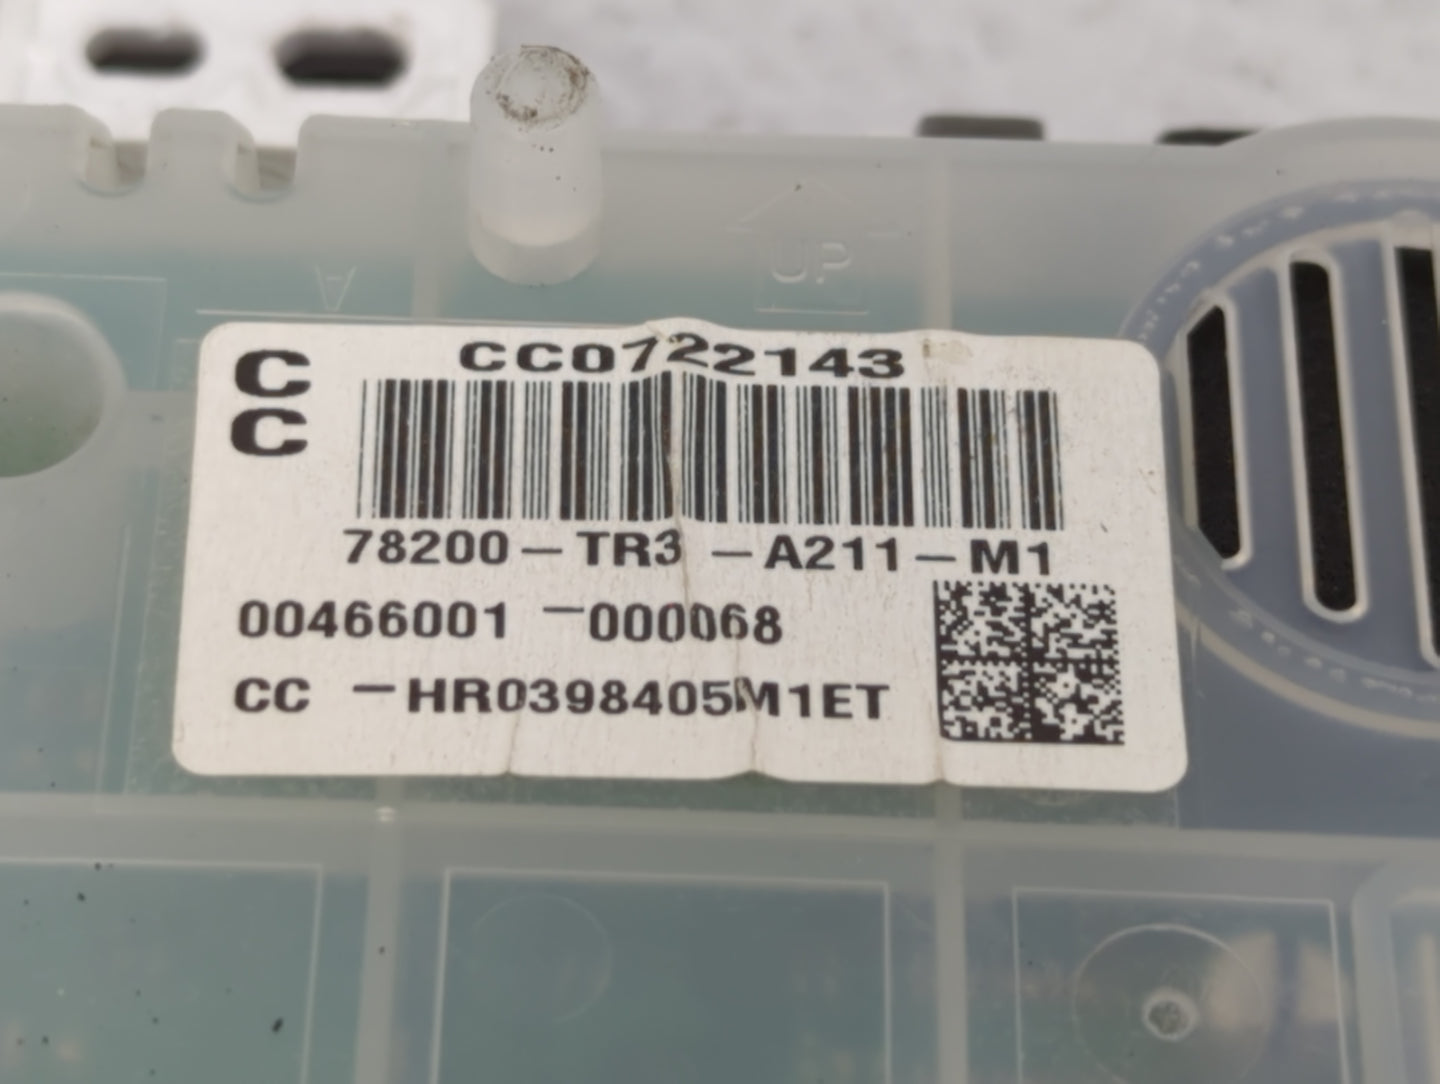 A
UP
C
C
CC0722143
78200-TR3-A211-M1
00466001-000068
CC-HR0398405M1ET